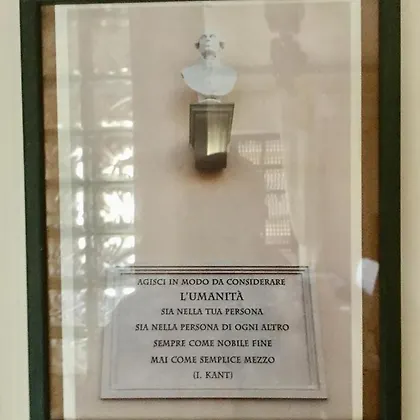 AGISCI IN MODO DA CONSIDERARE
L'UMANITÀ
SIA NELLA TUA PERSONA
SIA NELLA PERSONA DI OGNI ALTRO
SEMPRE COME NOBILE FINE
MAI COME SEMPLICE MEZZO
(I. KANT)